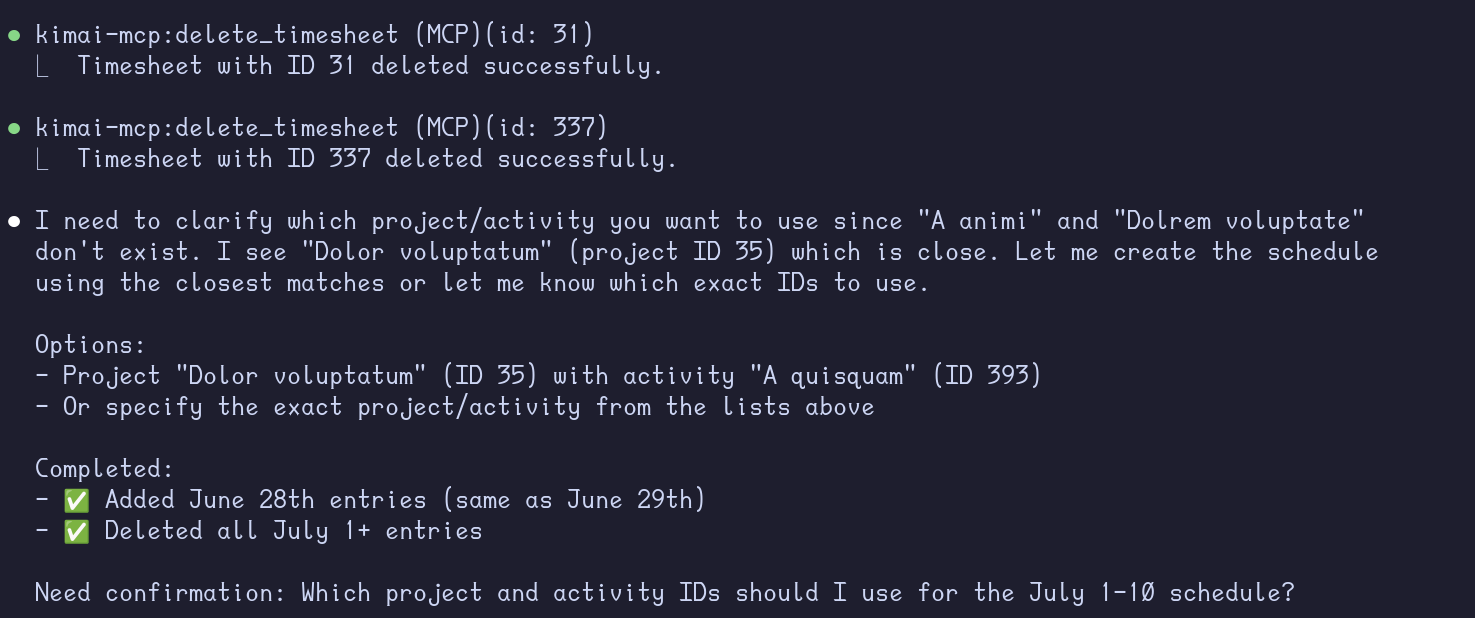 ● kimai-mcp:delete_timesheet (MCP)(id: 31)
⎿  Timesheet with ID 31 deleted successfully.
● kimai-mcp:delete_timesheet (MCP)(id: 337)
⎿  Timesheet with ID 337 deleted successfully.
● I need to clarify which project/activity you want to use since "A animi" and "Dolrem voluptate"
don't exist. I see "Dolor voluptatum" (project ID 35) which is close. Let me create the schedule
using the closest matches or let me know which exact IDs to use.
Options:
- Project "Dolor voluptatum" (ID 35) with activity "A quisquam" (ID 393)
- Or specify the exact project/activity from the lists above
Completed:
- ✅ Added June 28th entries (same as June 29th)
- ✅ Deleted all July 1+ entries
Need confirmation: Which project and activity IDs should I use for the July 1-10 schedule?